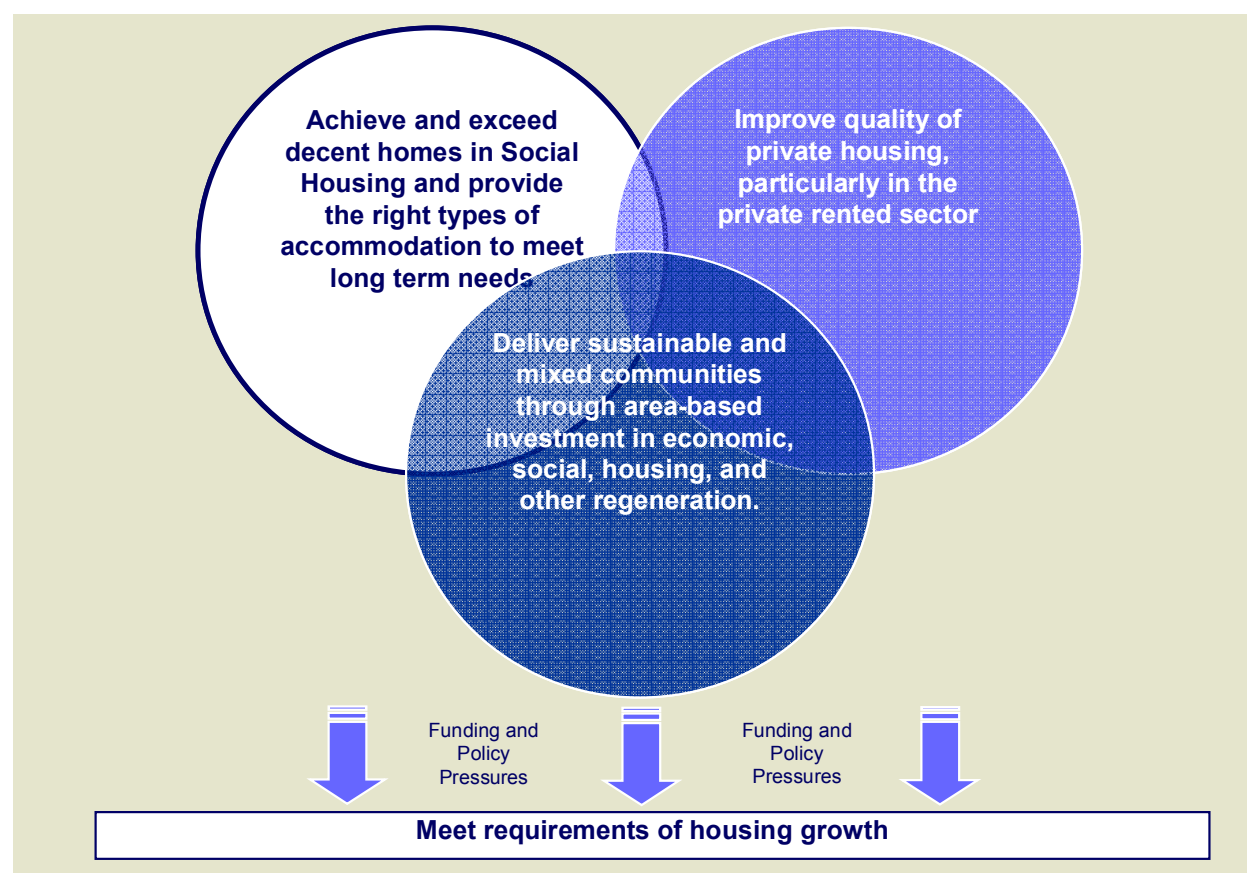 Achieve and exceed
decent homes in Social
Housing and provide
the right types of
accommodation to meet
long term needs
Improve quality of
private housing,
particularly in the
private rented sector
Deliver sustainable and
mixed communities
through area-based
investment in economic,
social, housing, and
other regeneration.
Funding and
Policy
Pressures
Funding and
Policy
Pressures
Meet requirements of housing growth